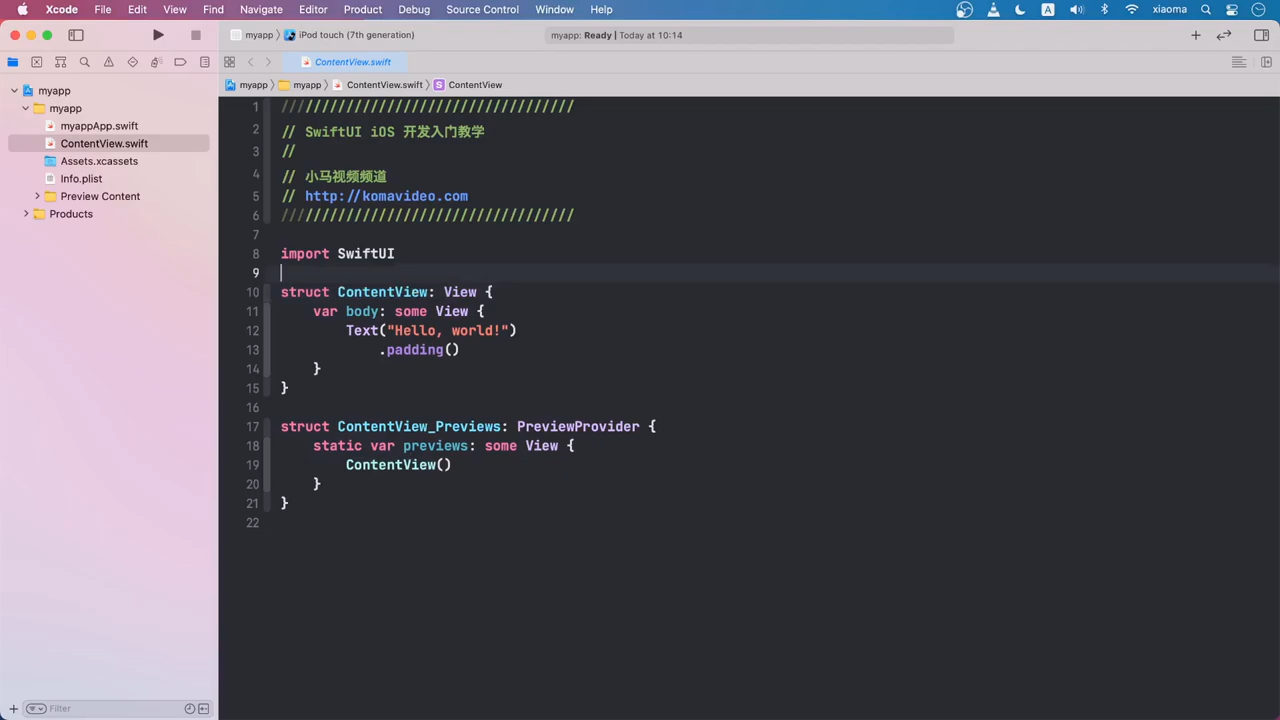 Xcode File Edit View Find Navigate Editor Product Debug Source Control Window Help A xiaoma
myapp iPod touch (7th generation) myapp: Ready | Today at 10:14
ContentView.swift
myapp myapp ContentView.swift S ContentView
myapp
myapp
myappApp.swift
ContentView.swift
Assets.xcassets
Info.plist
Preview Content
Products
Filter
1 ////////////////////////////////////
2 // SwiftUI iOS 开发入门教学
3 //
4 // 小马视频频道
5 // http://komavideo.com
6 ////////////////////////////////////
7
8 import SwiftUI
9
10 struct ContentView: View {
11 var body: some View {
12 Text("Hello, world!")
13 .padding()
14 }
15 }
16
17 struct ContentView_Previews: PreviewProvider {
18 static var previews: some View {
19 ContentView()
20 }
21 }
22